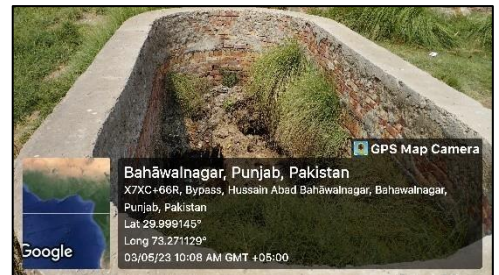 GPS Map Camera
Bahāwalnagar, Punjab, Pakistan
X7XC+66R, Bypass, Hussain Abad Bahāwalnagar, Bahawalnagar,
Punjab, Pakistan
Lat 29.999145°
Long 73.271129°
03/05/23 10:08 AM GMT +05:00
Google